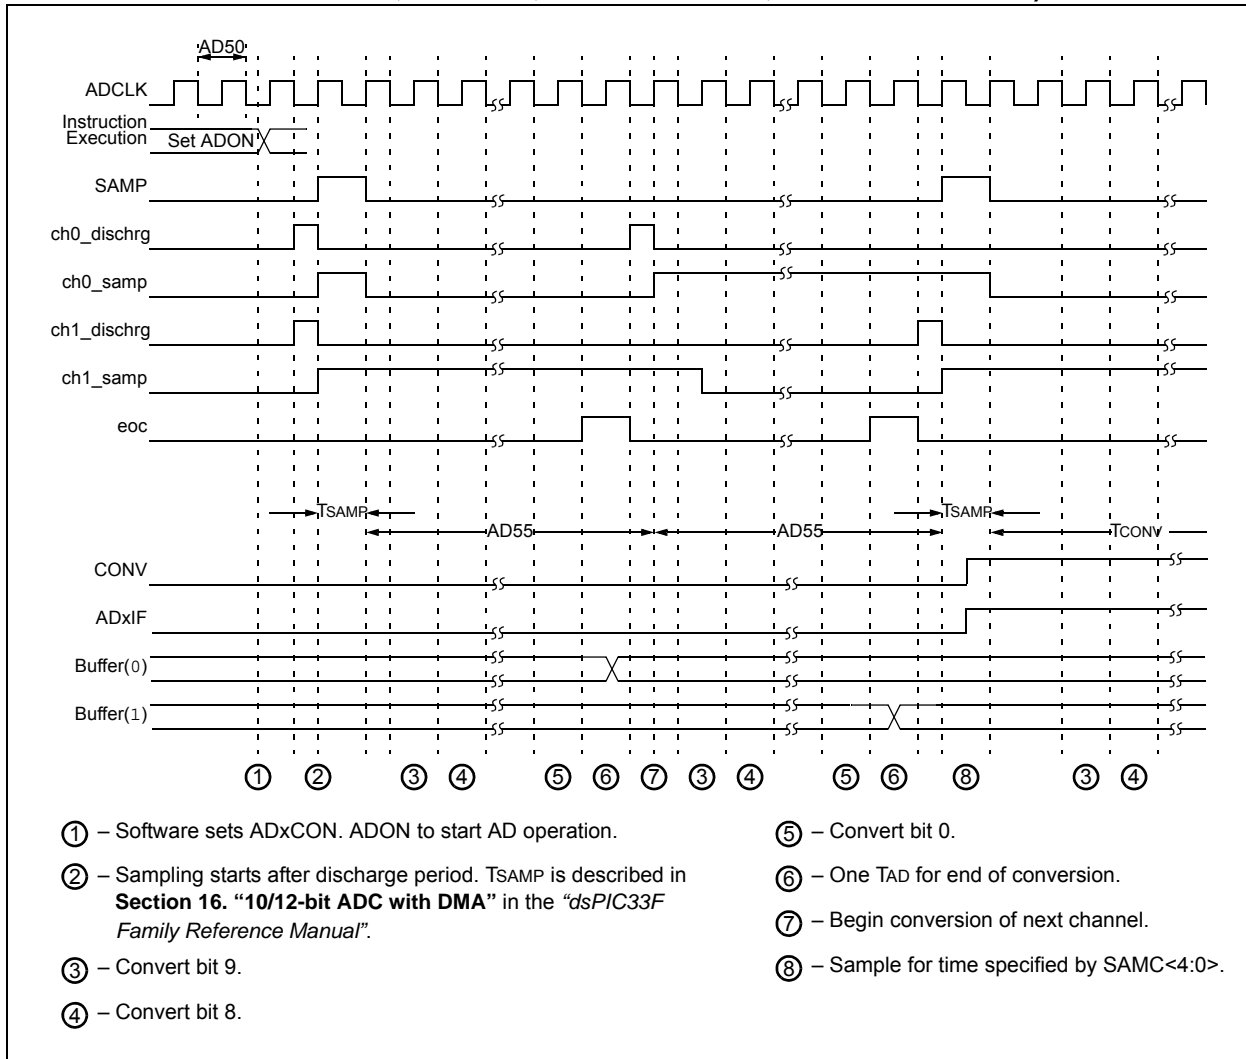 AD50
ADCLK
Instruction
Execution
Set ADON
SAMP
ch0_dischrg
ch0_samp
ch1_dischrg
ch1_samp
eoc
TSAMP
TSAMP
AD55
AD55
TCONV
CONV
ADxIF
Buffer(0)
Buffer(1)
1 2 3 4 5 6 7 3 4 5 6 8 3 4
1 – Software sets ADxCON. ADON to start AD operation.
2 – Sampling starts after discharge period. TSAMP is described in
Section 16. “10/12-bit ADC with DMA” in the “dsPIC33F
Family Reference Manual”.
3 – Convert bit 9.
4 – Convert bit 8.
5 – Convert bit 0.
6 – One TAD for end of conversion.
7 – Begin conversion of next channel.
8 – Sample for time specified by SAMC<4:0>.